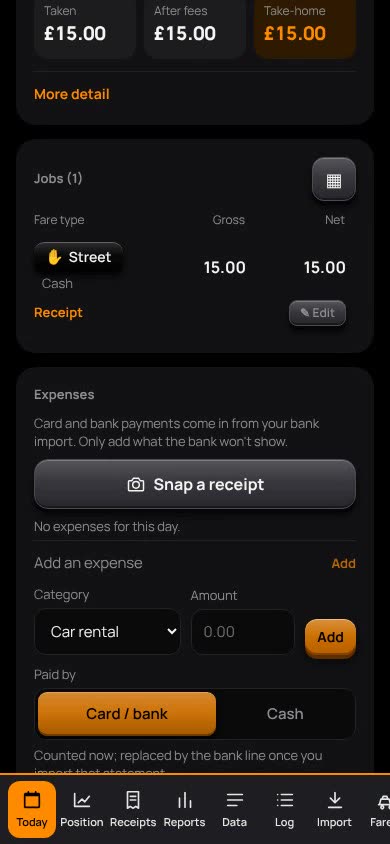 Taken After fees Take-home
£15.00 £15.00 £15.00
More detail
Jobs (1)
Fare type Gross Net
Street 15.00 15.00
Cash
Receipt Edit
Expenses
Card and bank payments come in from your bank
import. Only add what the bank won't show.
Snap a receipt
No expenses for this day.
Add an expense Add
Category Amount
Car rental 0.00 Add
Paid by
Card / bank Cash
Counted now; replaced by the bank line once you
import that statement.
Today Position Receipts Reports Data Log Import Fare